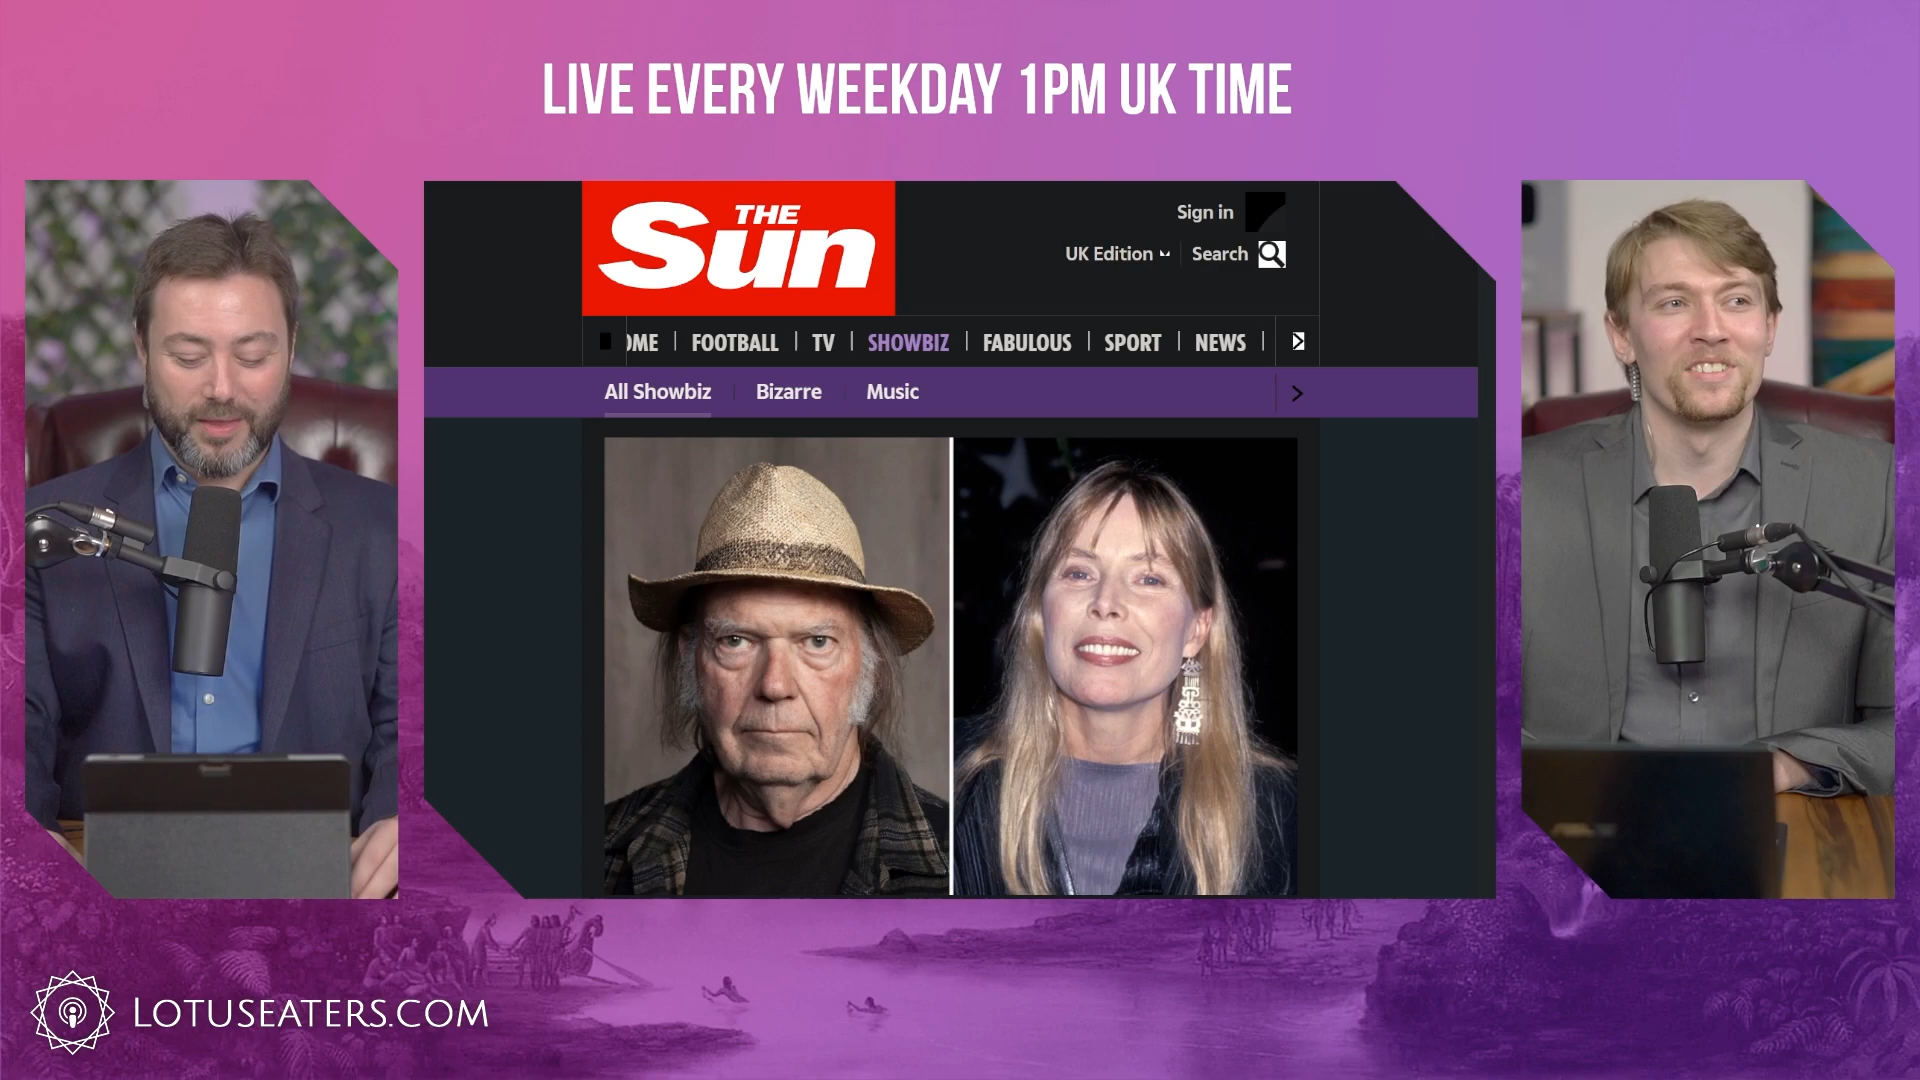 LIVE EVERY WEEKDAY 1PM UK TIME
THE
Sun
Sign in
UK Edition
Search
OME | FOOTBALL | TV | SHOWBIZ | FABULOUS | SPORT | NEWS |
All Showbiz
Bizarre
Music
LOTUSEATERS.COM